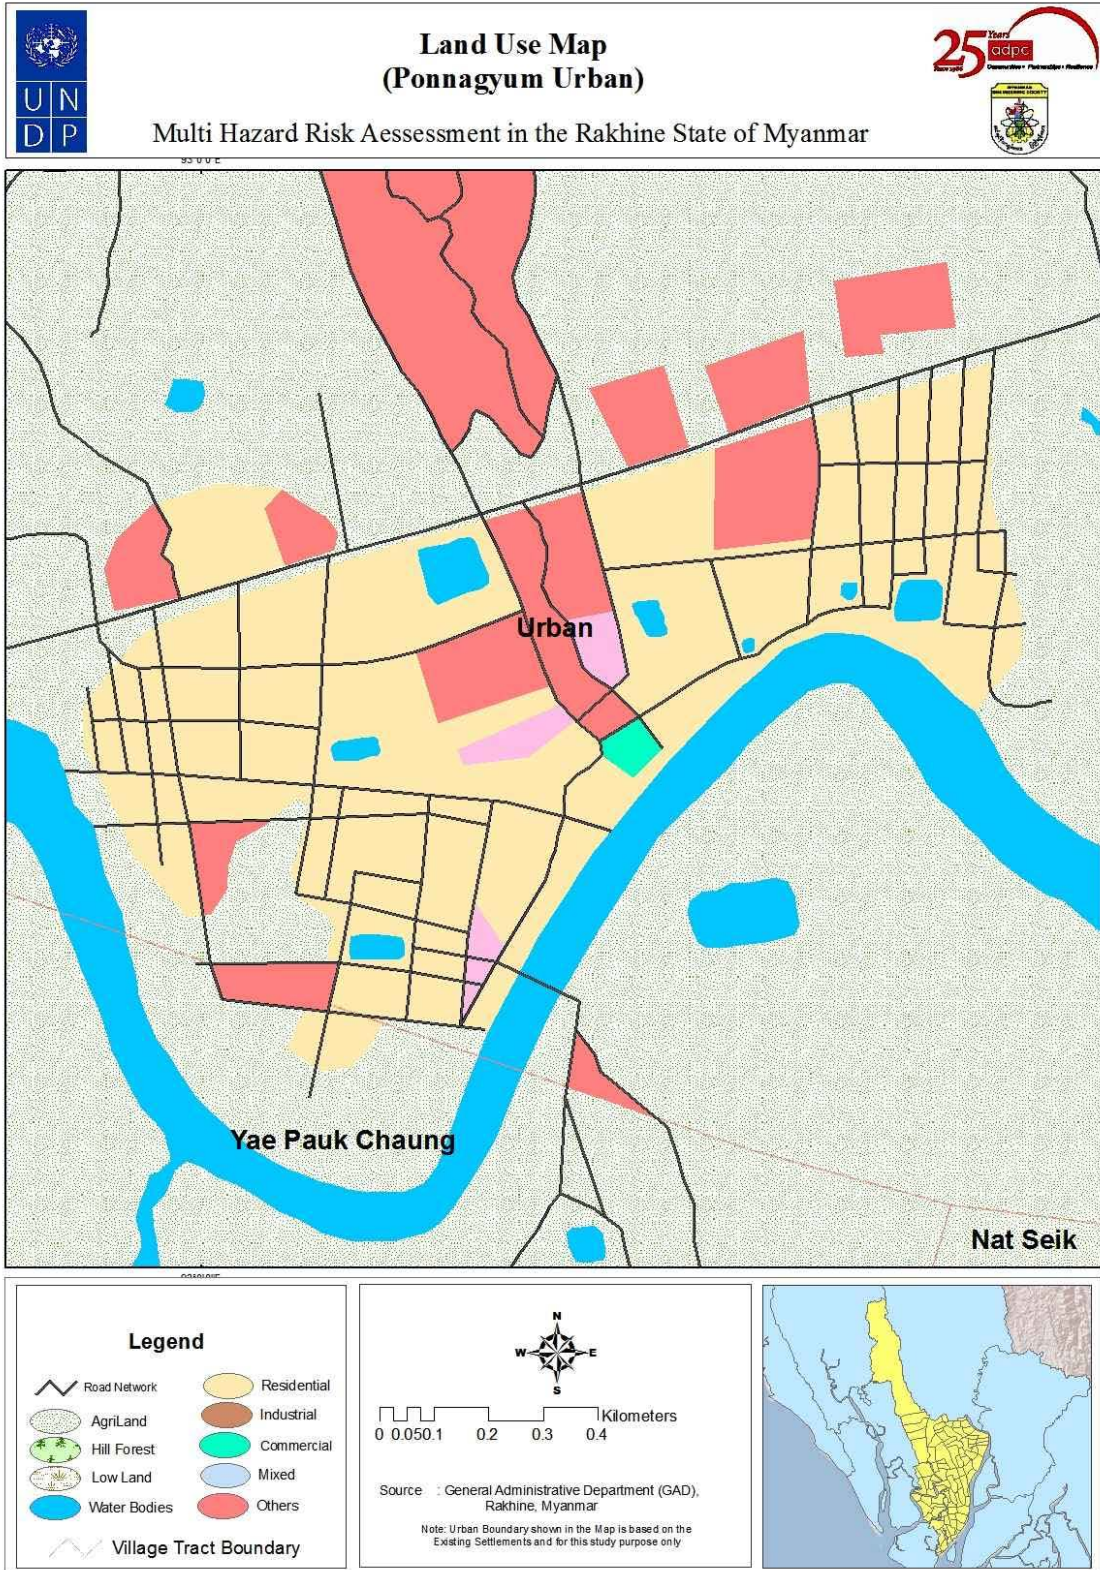 U N
D P
Land Use Map
(Ponnagyum Urban)
Multi Hazard Risk Aessessment in the Rakhine State of Myanmar
25 Years
adpc
Urban
Yae Pauk Chaung
Nat Seik
Legend
Road Network
AgriLand
Hill Forest
Low Land
Water Bodies
Residential
Industrial
Commercial
Mixed
Others
Village Tract Boundary
N
W E
S
Kilometers
0 0.050.1 0.2 0.3 0.4
Source : General Administrative Department (GAD),
Rakhine, Myanmar
Note: Urban Boundary shown in the Map is based on the
Existing Settlements and for this study purpose only